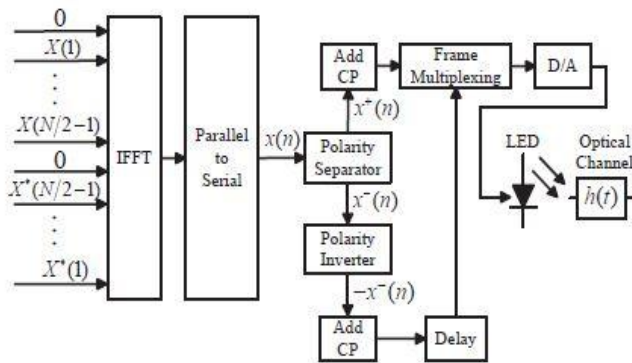 0
X(1)
⋮
X(N/2−1)
0
X*(N/2−1)
⋮
X*(1)
IFFT
Parallel
to
Serial
x(n)
Add
CP
x⁺(n)
Polarity
Separator
x⁻(n)
Polarity
Inverter
−x⁻(n)
Add
CP
Delay
Frame
Multiplexing
D/A
LED
Optical
Channel
h(t)